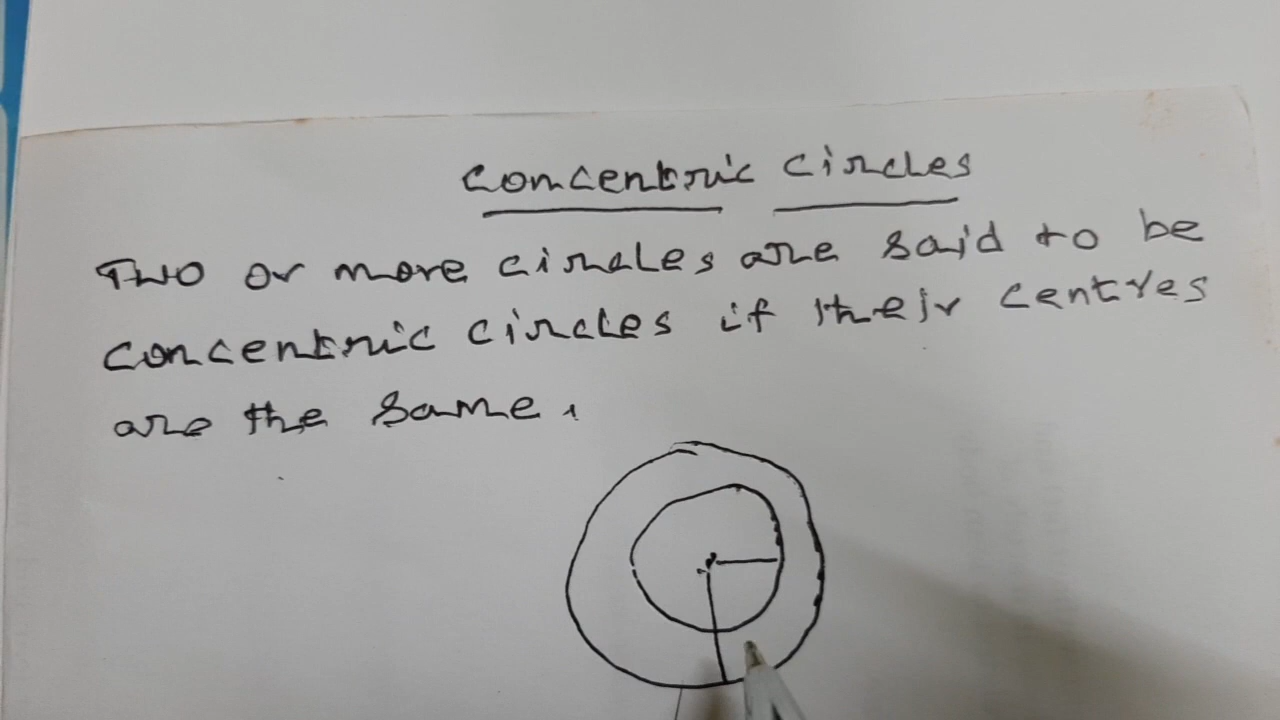 Concentric Circles
Two or more circles are said to be
concentric circles if their centres
are the same.